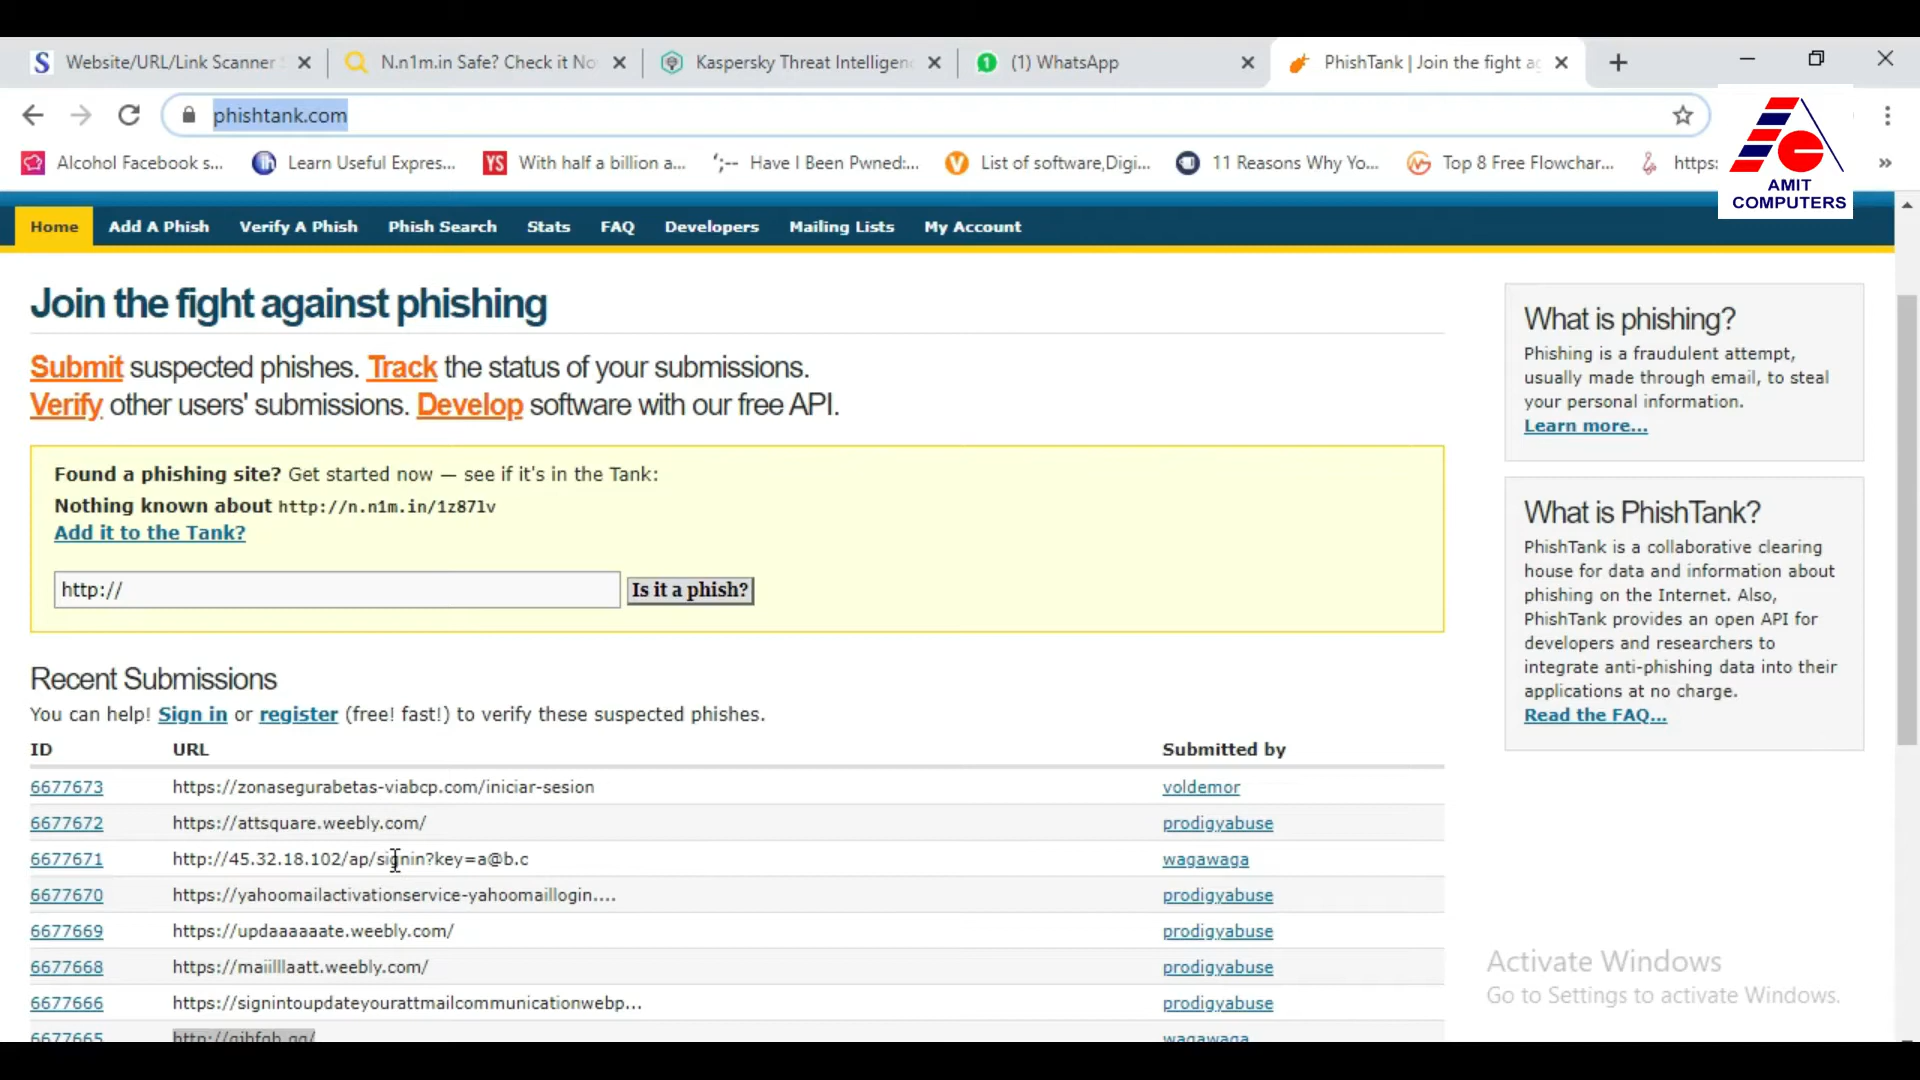 Website/URL/Link Scanner
N.n1m.in Safe? Check it No
Kaspersky Threat Intelligen
(1) WhatsApp
PhishTank | Join the fight ag
phishtank.com
Alcohol Facebook s...
Learn Useful Expres...
With half a billion a...
Have I Been Pwned:...
List of software,Digi...
11 Reasons Why Yo...
Top 8 Free Flowchar...
https:
AMIT
COMPUTERS
Home
Add A Phish
Verify A Phish
Phish Search
Stats
FAQ
Developers
Mailing Lists
My Account
Join the fight against phishing
Submit suspected phishes. Track the status of your submissions.
Verify other users' submissions. Develop software with our free API.
Found a phishing site? Get started now — see if it's in the Tank:
Nothing known about http://n.n1m.in/1z87lv
Add it to the Tank?
http://
Is it a phish?
Recent Submissions
You can help! Sign in or register (free! fast!) to verify these suspected phishes.
ID URL Submitted by
6677673 https://zonasegurabetas-viabcp.com/iniciar-sesion voldemor
6677672 https://attsquare.weebly.com/ prodigyabuse
6677671 http://45.32.18.102/ap/signin?key=a@b.c wagawaga
6677670 https://yahoomailactivationservice-yahoomaillogin.... prodigyabuse
6677669 https://updaaaaaate.weebly.com/ prodigyabuse
6677668 https://maiilllaatt.weebly.com/ prodigyabuse
6677666 https://signintoupdateyourattmailcommunicationwebp... prodigyabuse
6677665 wagawaga
What is phishing?
Phishing is a fraudulent attempt,
usually made through email, to steal
your personal information.
Learn more...
What is PhishTank?
PhishTank is a collaborative clearing
house for data and information about
phishing on the Internet. Also,
PhishTank provides an open API for
developers and researchers to
integrate anti-phishing data into their
applications at no charge.
Read the FAQ...
Activate Windows
Go to Settings to activate Windows.